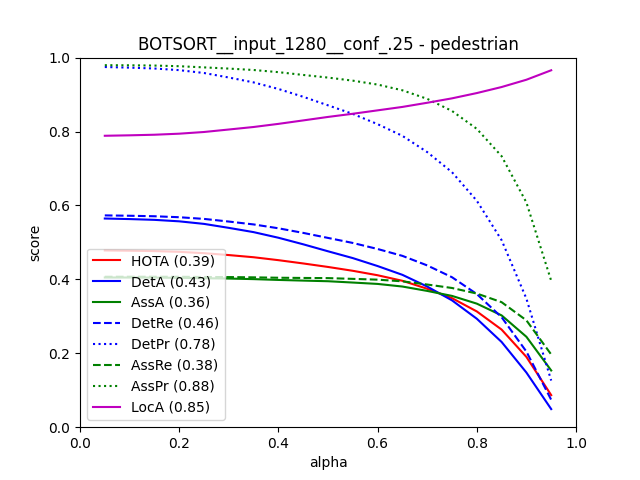 BOTSORT__input_1280__conf_.25 - pedestrian
1.0
0.8
0.6
0.4
0.2
0.0
score
HOTA (0.39)
DetA (0.43)
AssA (0.36)
DetRe (0.46)
DetPr (0.78)
AssRe (0.38)
AssPr (0.88)
LocA (0.85)
0.0 0.2 0.4 0.6 0.8 1.0
alpha